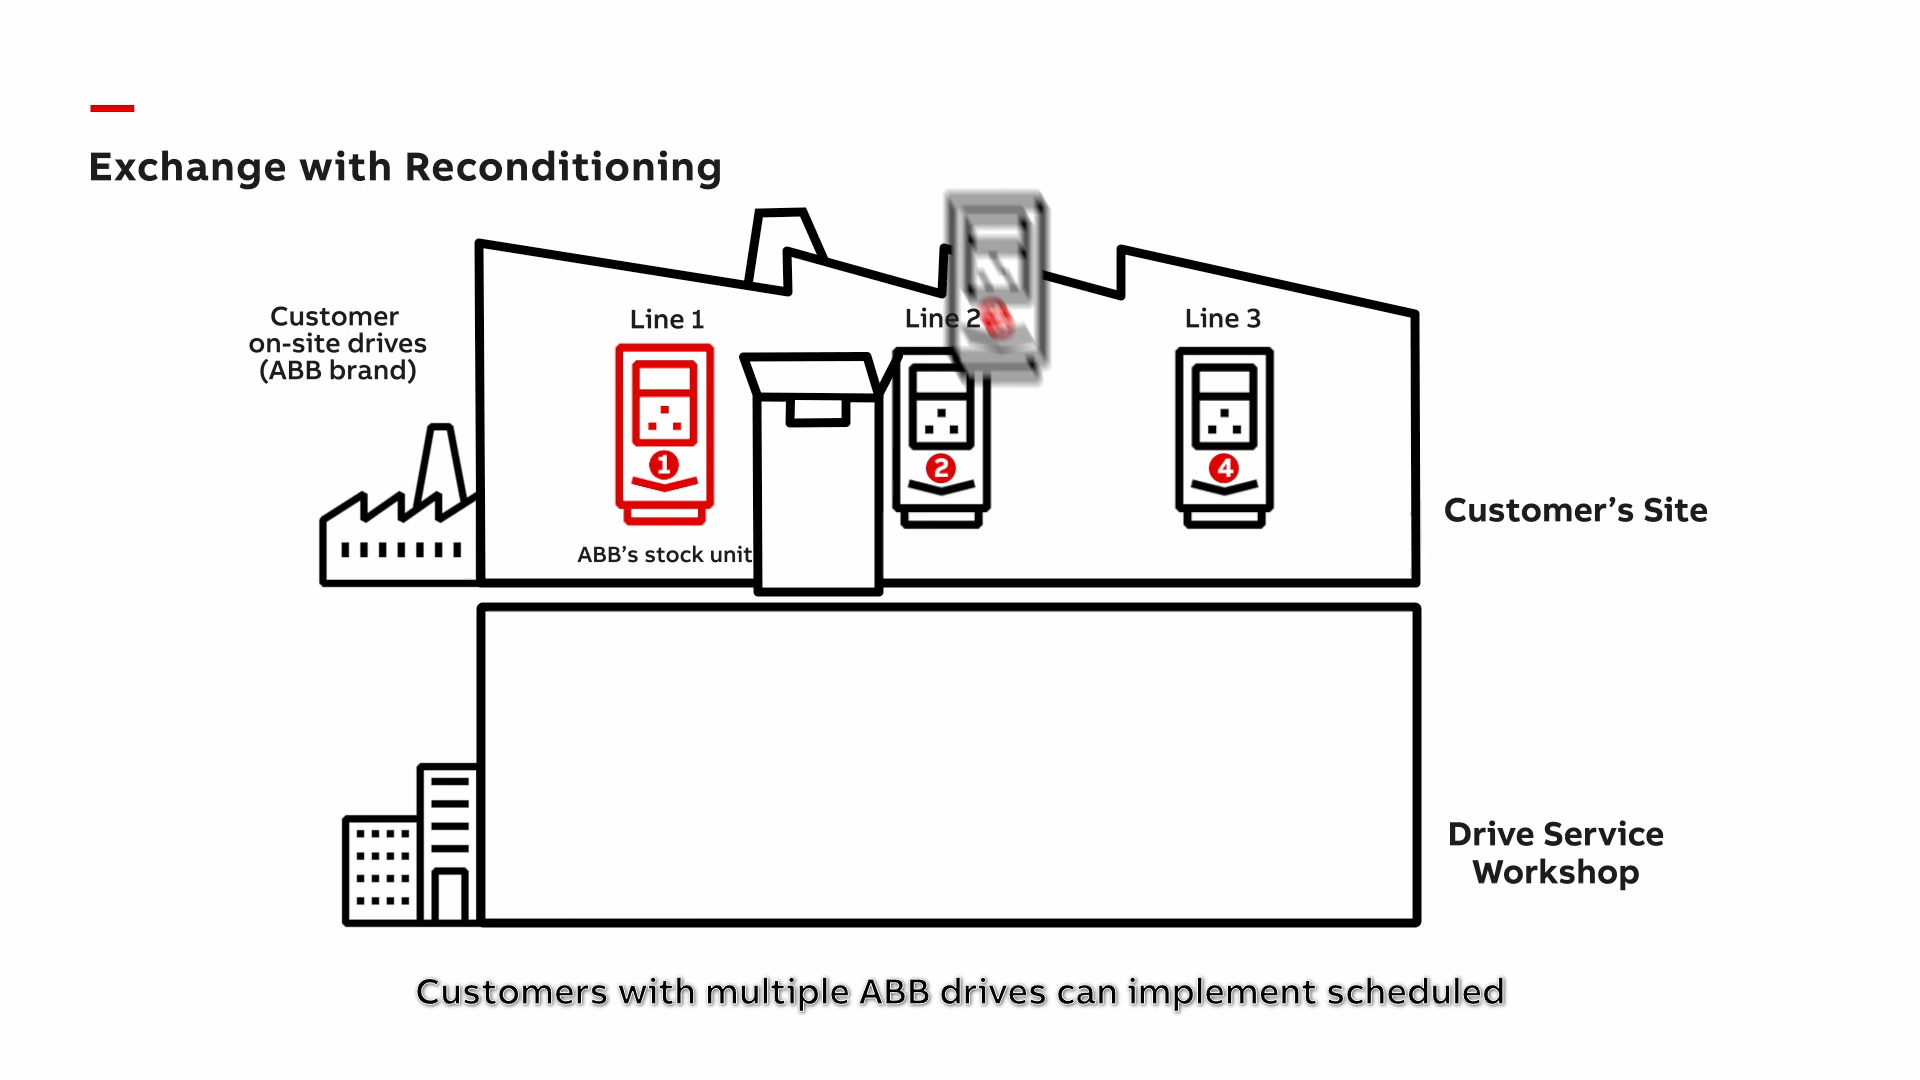 Exchange with Reconditioning
Customer
on-site drives
(ABB brand)
Line 1
Line 2
Line 3
1
2
4
ABB's stock unit
Customer’s Site
Drive Service
Workshop
Customers with multiple ABB drives can implement scheduled